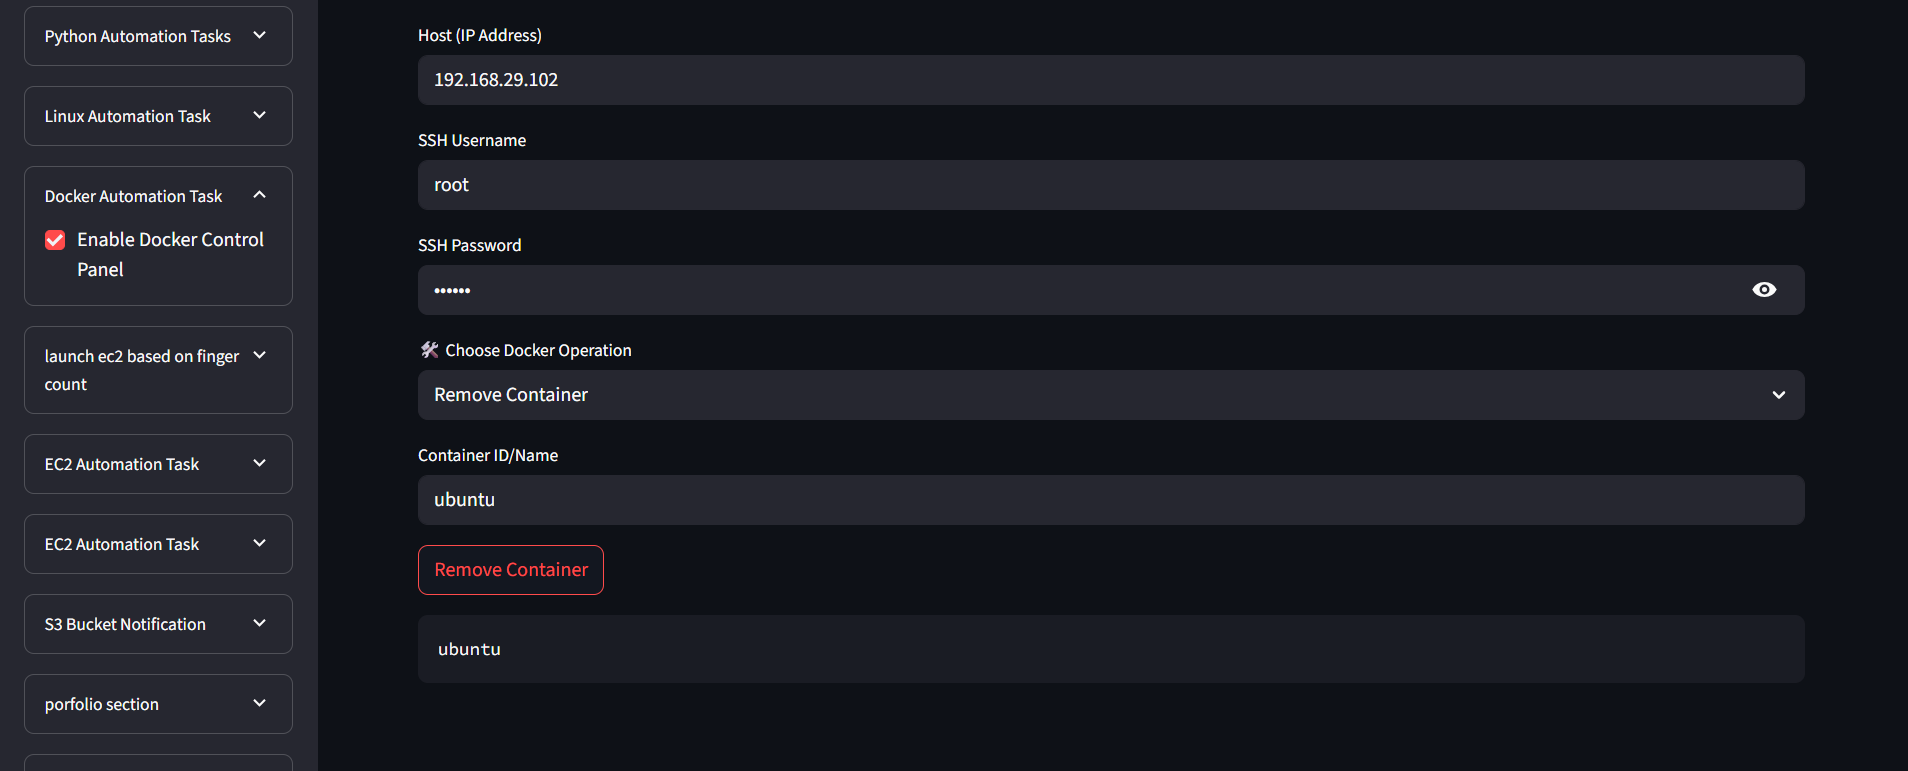 Python Automation Tasks
Linux Automation Task
Docker Automation Task
Enable Docker Control
Panel
launch ec2 based on finger
count
EC2 Automation Task
EC2 Automation Task
S3 Bucket Notification
porfolio section
Host (IP Address)
192.168.29.102
SSH Username
root
SSH Password
••••••
🛠 Choose Docker Operation
Remove Container
Container ID/Name
ubuntu
Remove Container
ubuntu